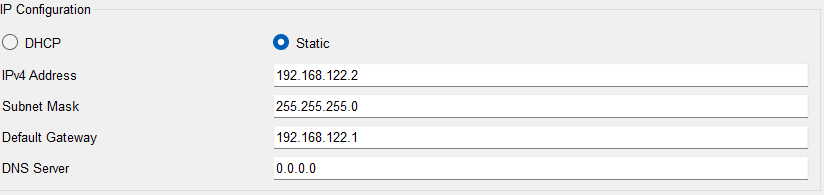 IP Configuration
DHCP Static
IPv4 Address 192.168.122.2
Subnet Mask 255.255.255.0
Default Gateway 192.168.122.1
DNS Server 0.0.0.0